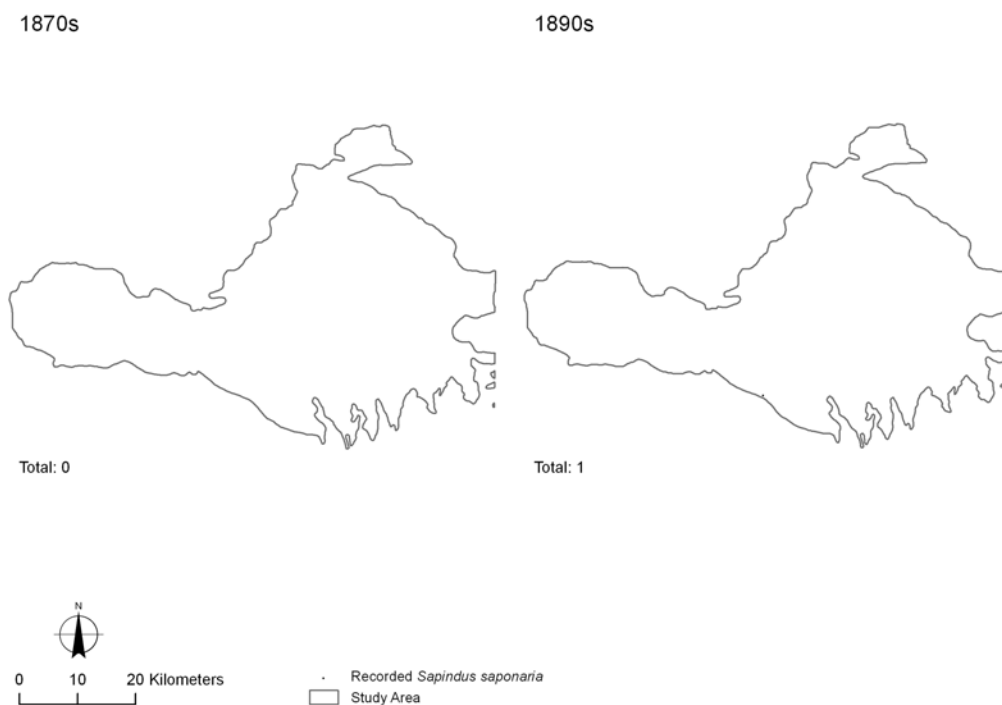 1870s
1890s
Total: 0
Total: 1
N
0 10 20 Kilometers
Recorded Sapindus saponaria
Study Area